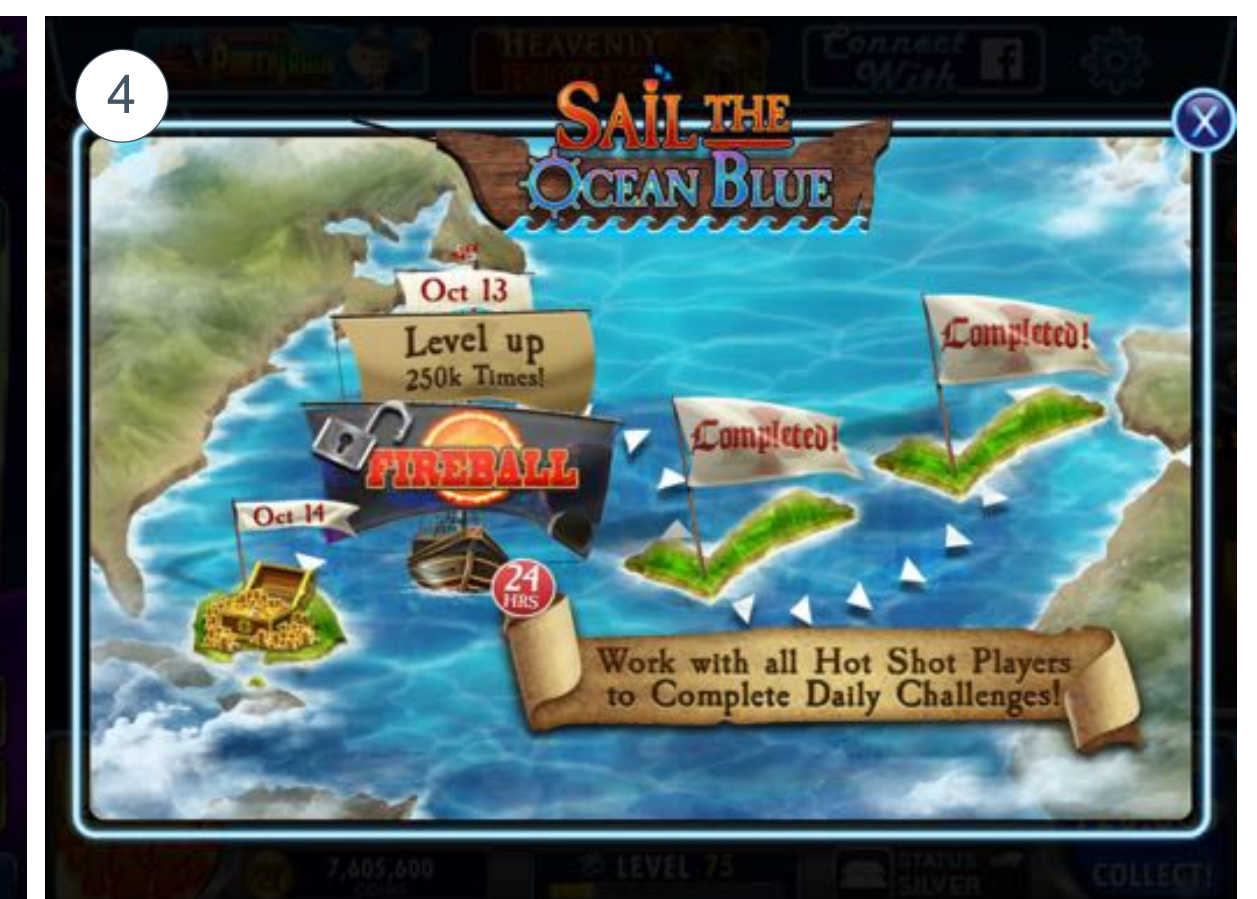 4
HEAVENLY
Connect
With
X
SAIL THE
OCEAN BLUE
Oct 13
Level up
250k Times!
FIREBALL
Completed!
Completed!
Oct 14
24
HRS
Work with all Hot Shot Players
to Complete Daily Challenges!
7,605,600
COINS
LEVEL 75
STATUS
SILVER
COLLECT!